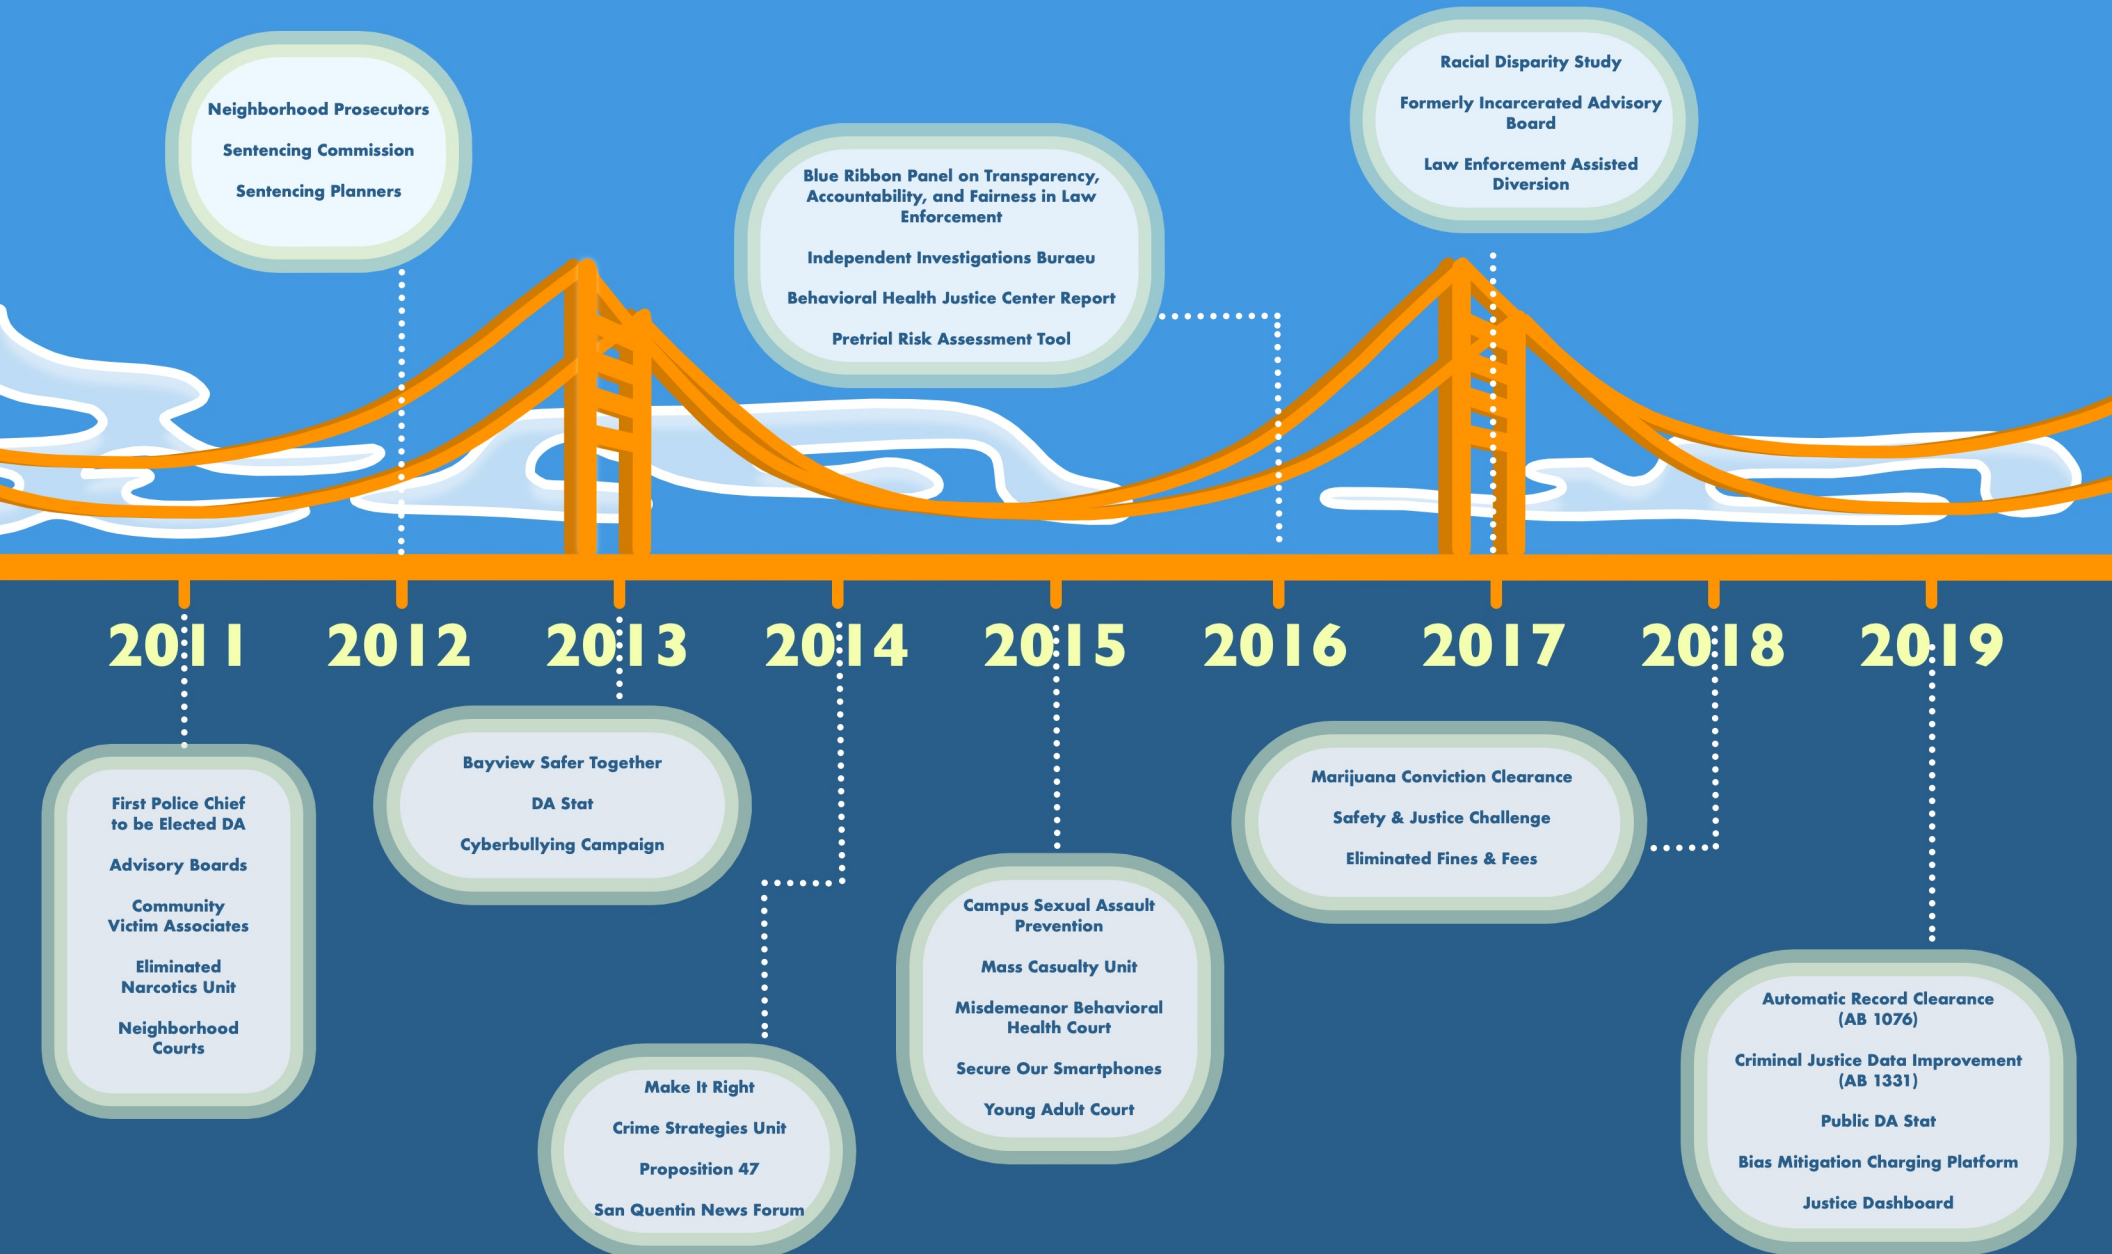 Neighborhood Prosecutors
Sentencing Commission
Sentencing Planners
Blue Ribbon Panel on Transparency,
Accountability, and Fairness in Law
Enforcement
Independent Investigations Buraeu
Behavioral Health Justice Center Report
Pretrial Risk Assessment Tool
Racial Disparity Study
Formerly Incarcerated Advisory
Board
Law Enforcement Assisted
Diversion
2011
2012
2013
2014
2015
2016
2017
2018
2019
First Police Chief
to be Elected DA
Advisory Boards
Community
Victim Associates
Eliminated
Narcotics Unit
Neighborhood
Courts
Bayview Safer Together
DA Stat
Cyberbullying Campaign
Make It Right
Crime Strategies Unit
Proposition 47
San Quentin News Forum
Campus Sexual Assault
Prevention
Mass Casualty Unit
Misdemeanor Behavioral
Health Court
Secure Our Smartphones
Young Adult Court
Marijuana Conviction Clearance
Safety & Justice Challenge
Eliminated Fines & Fees
Automatic Record Clearance
(AB 1076)
Criminal Justice Data Improvement
(AB 1331)
Public DA Stat
Bias Mitigation Charging Platform
Justice Dashboard